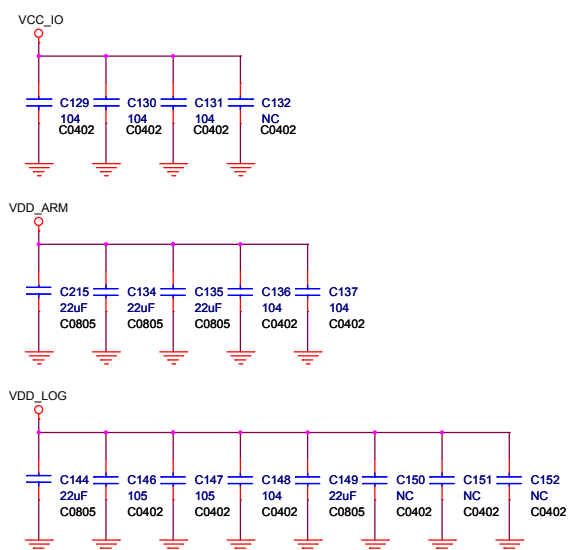 VCC_IO
C129 C130 C131 C132
104 104 104 NC
C0402 C0402 C0402 C0402
VDD_ARM
C215 C134 C135 C136 C137
22uF 22uF 22uF 104 104
C0805 C0805 C0805 C0402 C0402
VDD_LOG
C144 C146 C147 C148 C149 C150 C151 C152
22uF 105 105 104 22uF NC NC NC
C0805 C0402 C0402 C0402 C0805 C0402 C0402 C0402